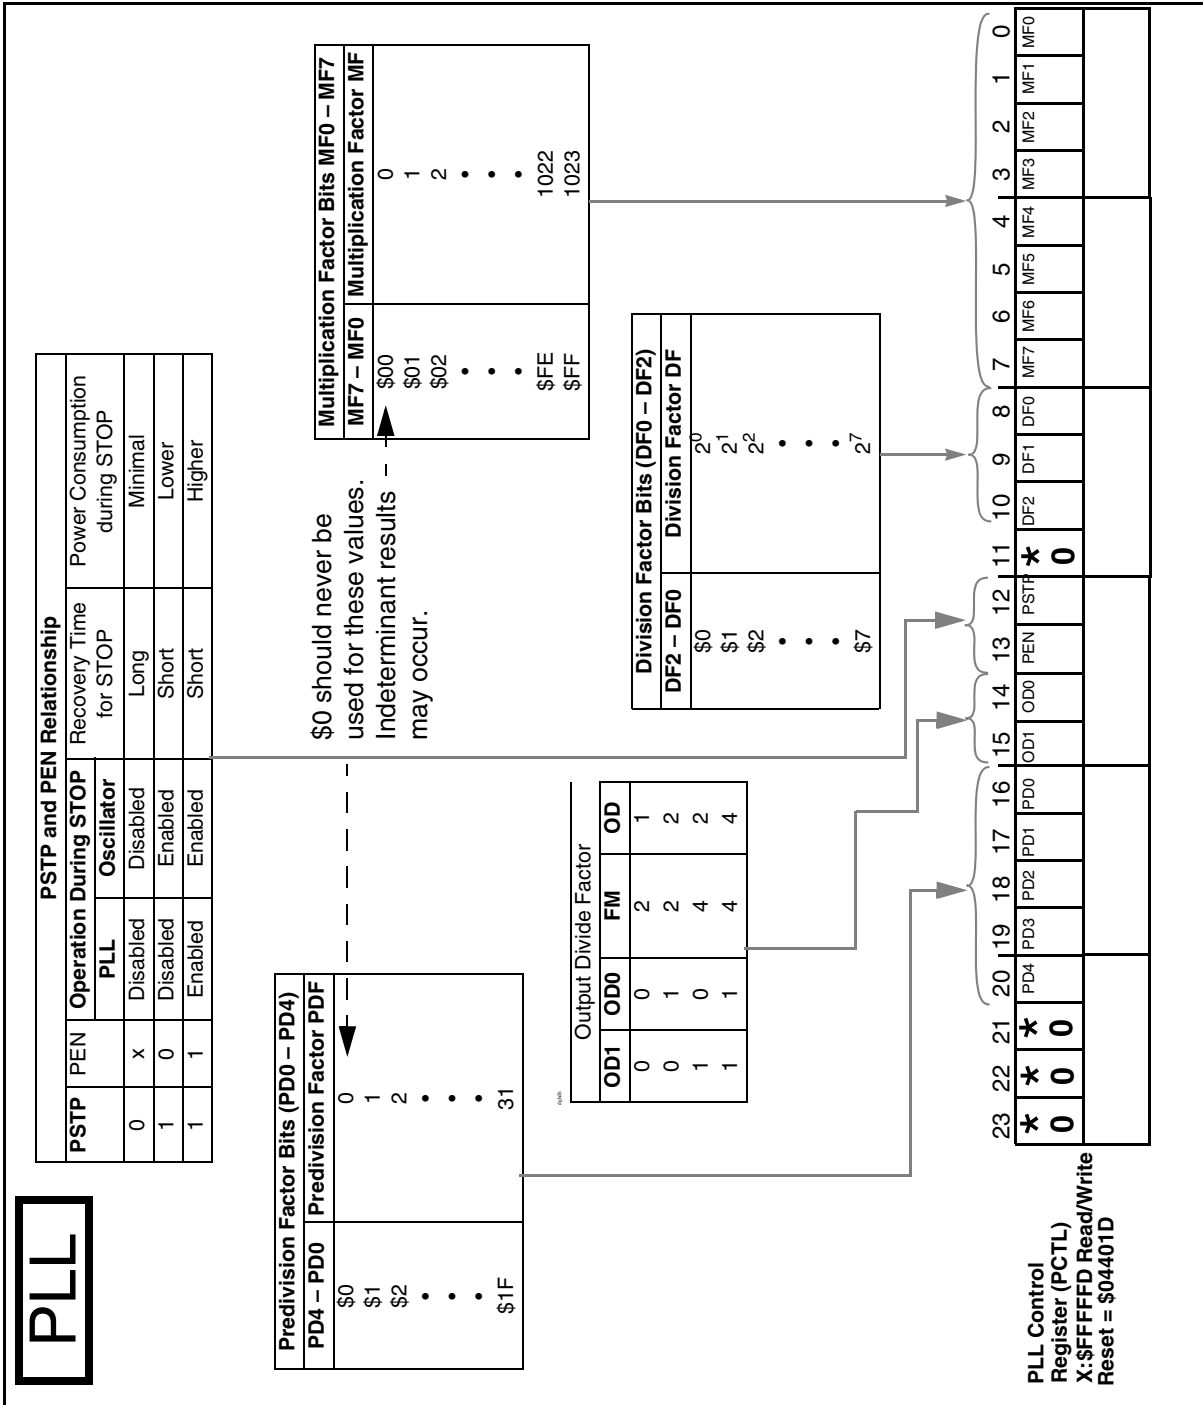 PLL
PSTP and PEN Relationship
PSTP PEN Operation During STOP Recovery Time for STOP Power Consumption during STOP
PLL Oscillator
0 x Disabled Disabled Long Minimal
1 0 Disabled Enabled Short Lower
1 1 Enabled Enabled Short Higher
Predivision Factor Bits (PD0 – PD4)
PD4 – PD0 Predivision Factor PDF
$0 0
$1 1
$2 2
• •
• •
• •
$1F 31
$0 should never be
used for these values.
Indeterminant results
may occur.
Multiplication Factor Bits MF0 – MF7
MF7 – MF0 Multiplication Factor MF
$00 0
$01 1
$02 2
• •
• •
• •
$FE 1022
$FF 1023
Output Divide Factor
OD1 OD0 FM OD
0 0 2 1
0 1 2 2
1 0 4 2
1 1 4 4
Division Factor Bits (DF0 – DF2)
DF2 – DF0 Division Factor DF
$0 2⁰
$1 2¹
$2 2²
• •
• •
• •
$7 2⁷
23 22 21 20 19 18 17 16 15 14 13 12 11 10 9 8 7 6 5 4 3 2 1 0
* * * PD4 PD3 PD2 PD1 PD0 OD1 OD0 PEN PSTP * DF2 DF1 DF0 MF7 MF6 MF5 MF4 MF3 MF2 MF1 MF0
0 0 0 0
PLL Control
Register (PCTL)
X:$FFFFFD Read/Write
Reset = $04401D